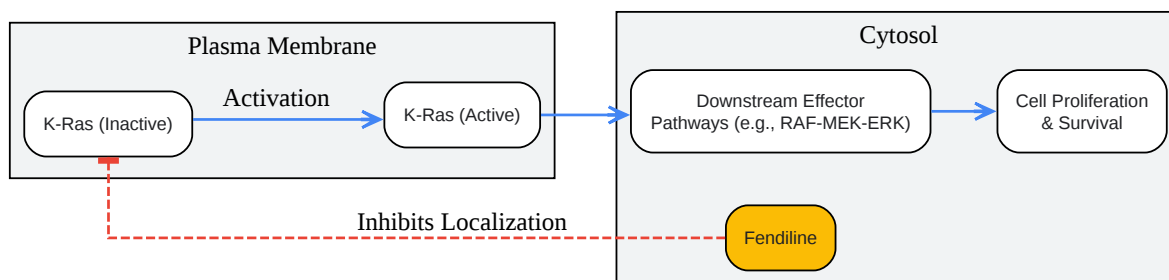 Plasma Membrane
Cytosol
K-Ras (Inactive)
Activation
K-Ras (Active)
Downstream Effector
Pathways (e.g., RAF-MEK-ERK)
Cell Proliferation
& Survival
Inhibits Localization
Fendiline